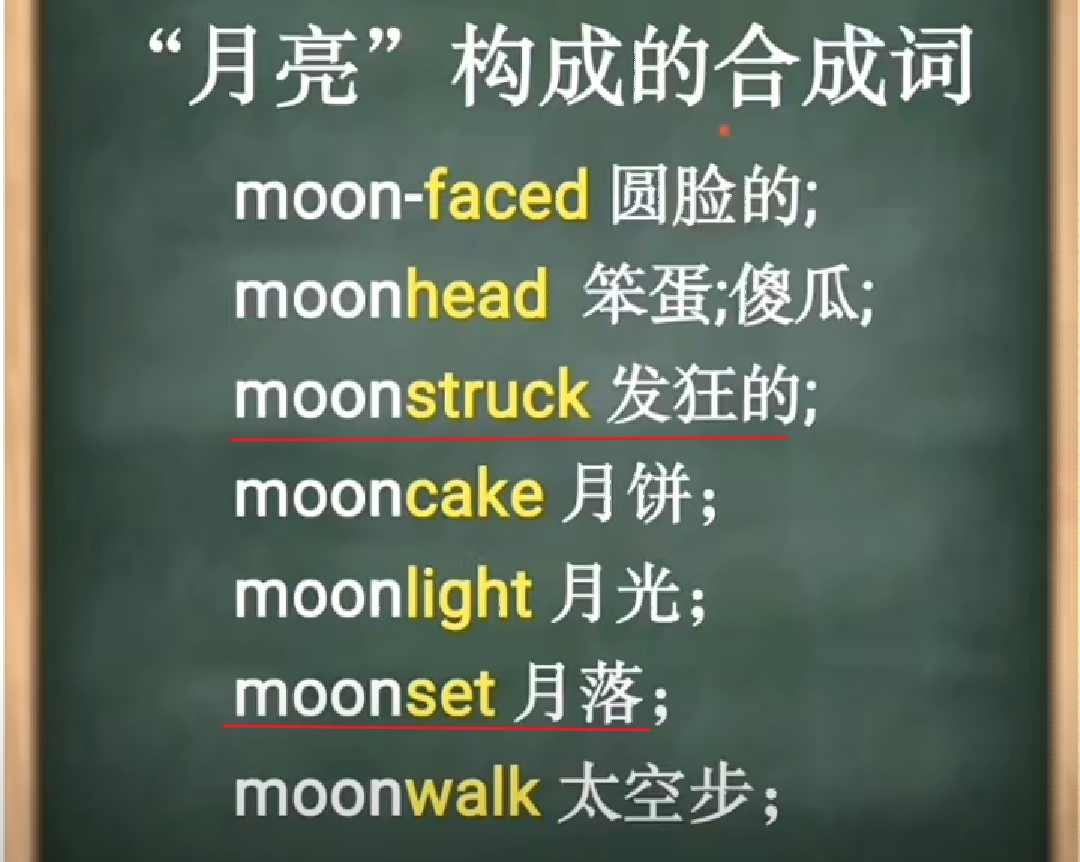 “月亮”构成的合成词
moon-faced 圆脸的;
moonhead 笨蛋;傻瓜;
moonstruck 发狂的;
mooncake 月饼；
moonlight 月光；
moonset 月落；
moonwalk 太空步；